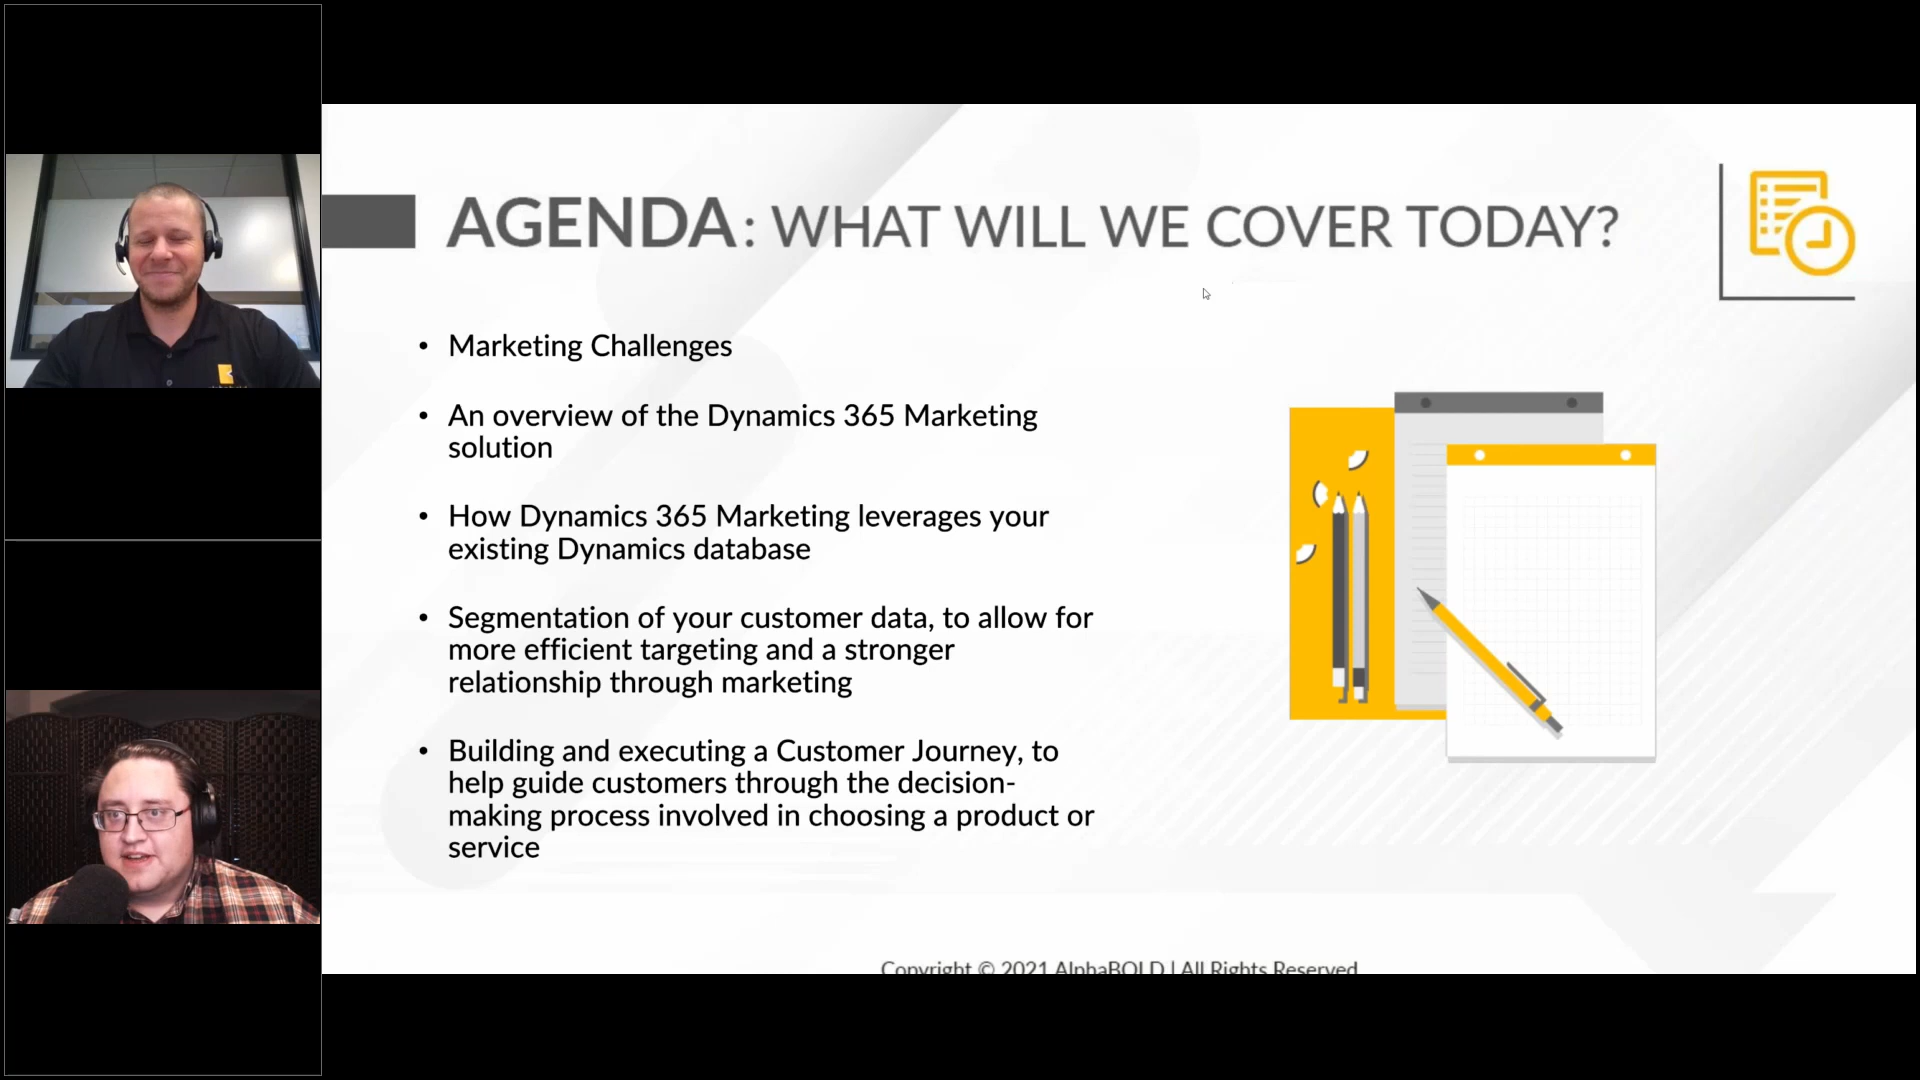 AGENDA: WHAT WILL WE COVER TODAY?
• Marketing Challenges
• An overview of the Dynamics 365 Marketing
solution
• How Dynamics 365 Marketing leverages your
existing Dynamics database
• Segmentation of your customer data, to allow for
more efficient targeting and a stronger
relationship through marketing
• Building and executing a Customer Journey, to
help guide customers through the decision-
making process involved in choosing a product or
service
Copyright © 2021 AlphaBOLD | All Rights Reserved